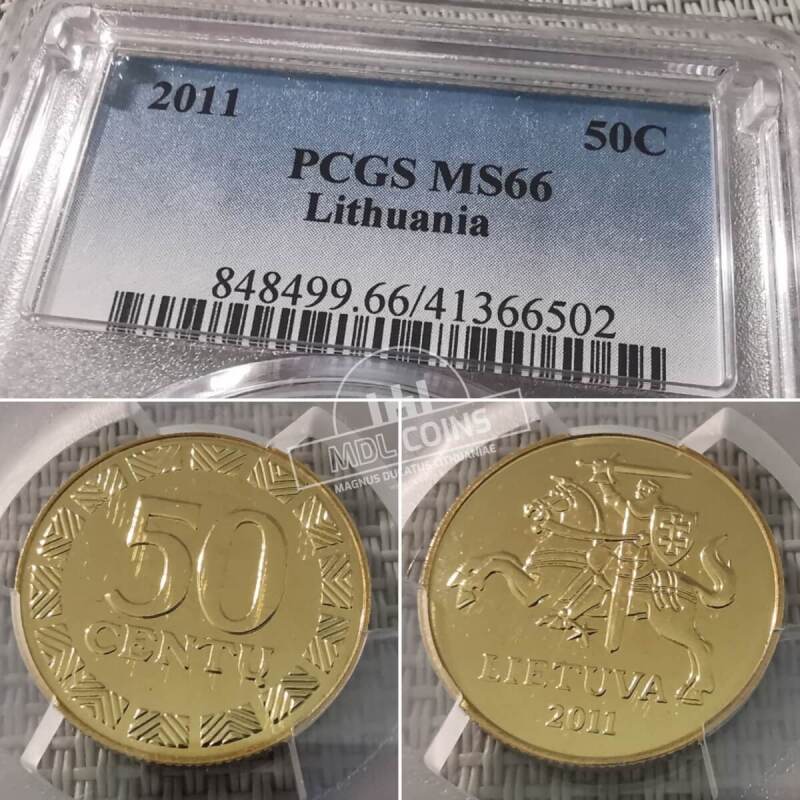 2011
50C
PCGS MS66
Lithuania
848499.66/41366502
MDL COINS
MAGNUS DUCATUS LITHUANIAE
50
CENTŲ
LIETUVA
2011